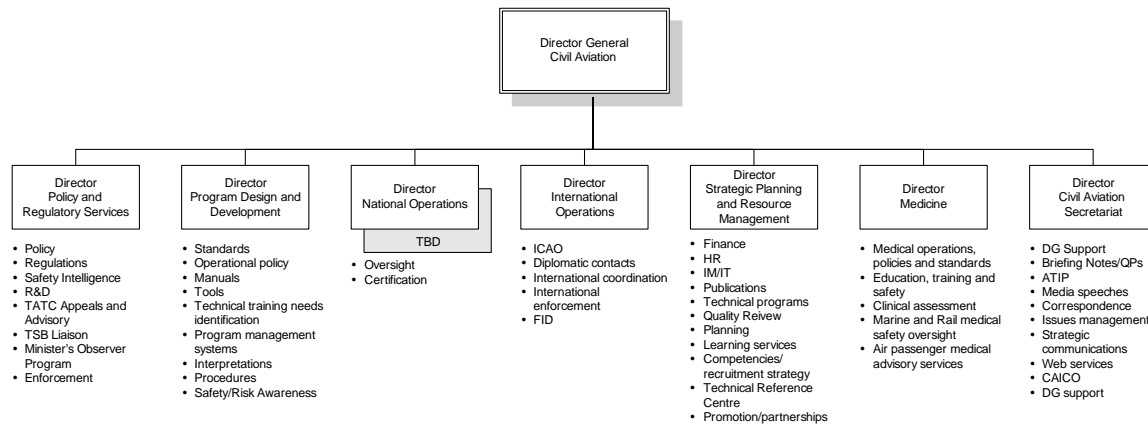 Director General
Civil Aviation
Director
Policy and
Regulatory Services
• Policy
• Regulations
• Safety Intelligence
• R&D
• TATC Appeals and
Advisory
• TSB Liaison
• Minister's Observer
Program
• Enforcement
Director
Program Design and
Development
• Standards
• Operational policy
• Manuals
• Tools
• Technical training needs
identification
• Program management
systems
• Interpretations
• Procedures
• Safety/Risk Awareness
Director
National Operations
TBD
• Oversight
• Certification
Director
International
Operations
• ICAO
• Diplomatic contacts
• International coordination
• International
enforcement
• FID
Director
Strategic Planning
and Resource
Management
• Finance
• HR
• IM/IT
• Publications
• Technical programs
• Quality Reivew
• Planning
• Learning services
• Competencies/
recruitment strategy
• Technical Reference
Centre
• Promotion/partnerships
Director
Medicine
• Medical operations,
policies and standards
• Education, training and
safety
• Clinical assessment
• Marine and Rail medical
safety oversight
• Air passenger medical
advisory services
Director
Civil Aviation
Secretariat
• DG Support
• Briefing Notes/QPs
• ATIP
• Media speeches
• Correspondence
• Issues management
• Strategic
communications
• Web services
• CAICO
• DG support